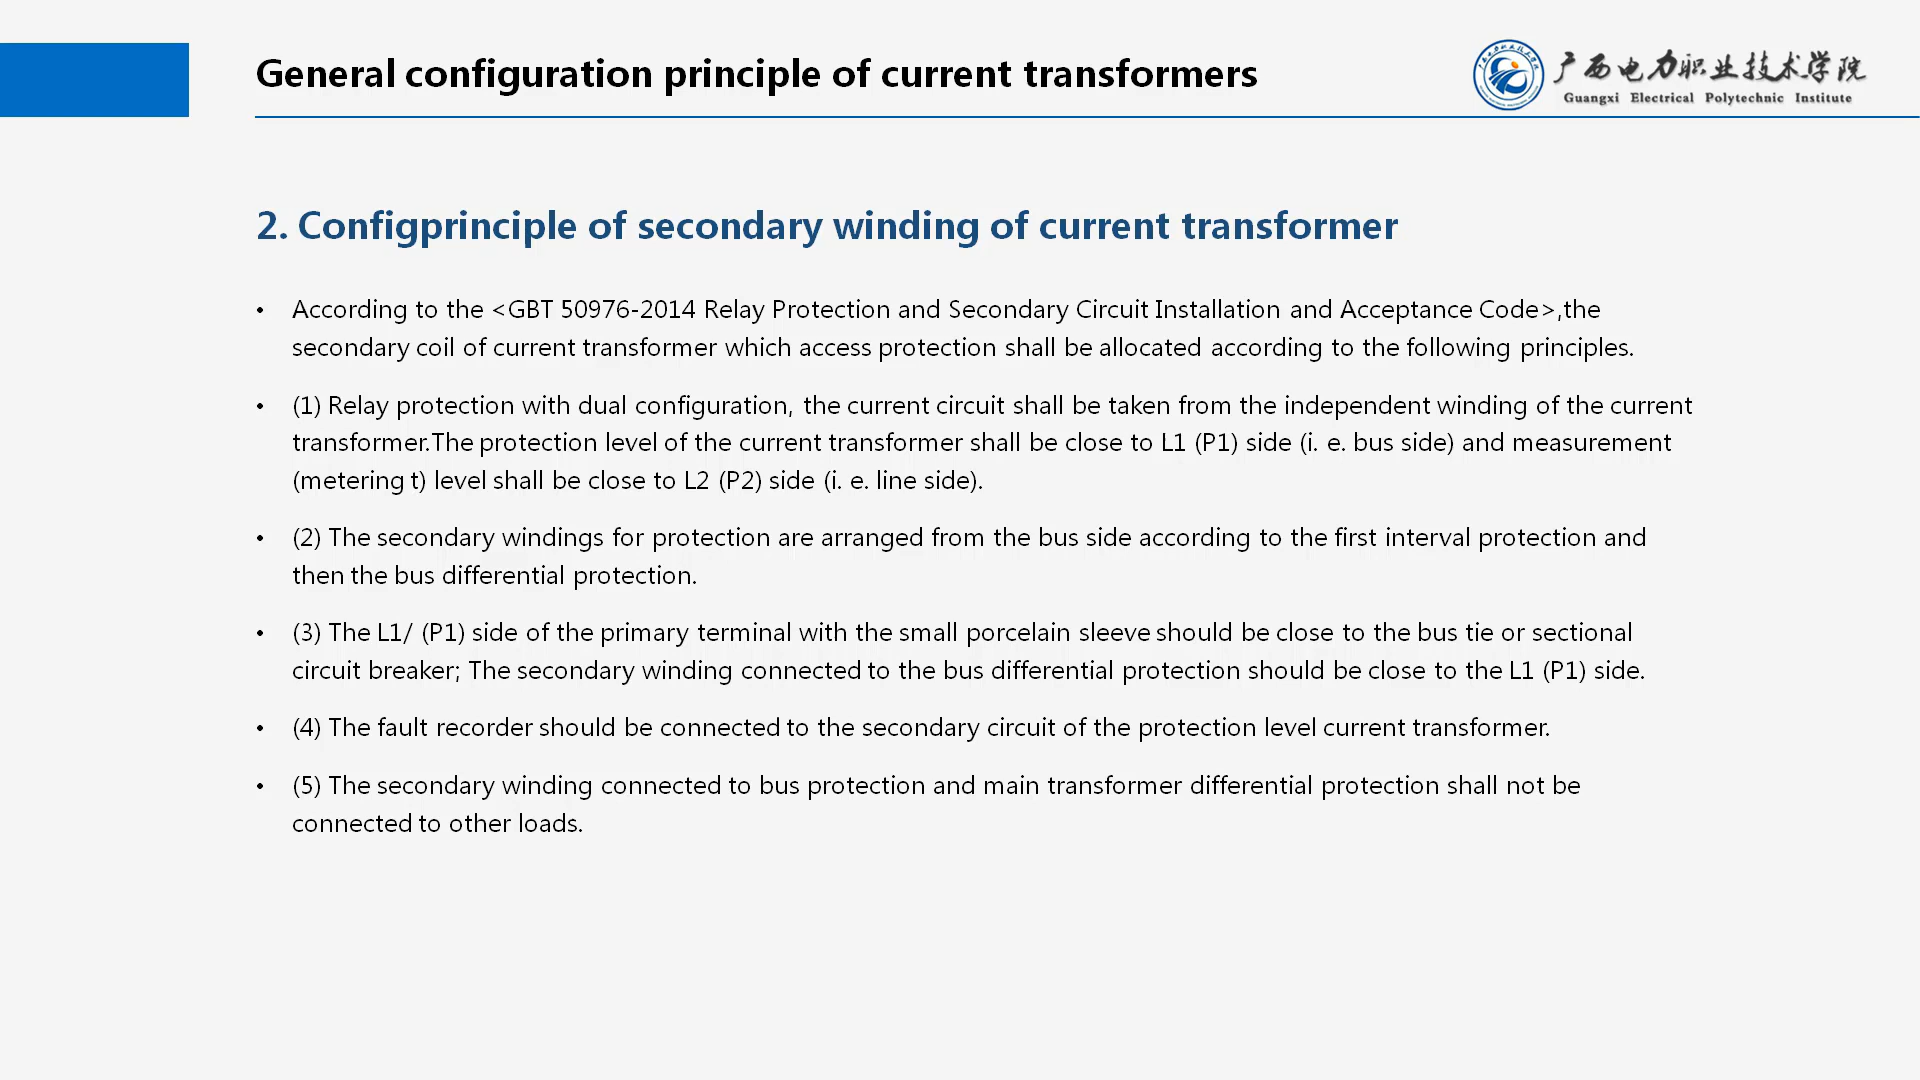 General configuration principle of current transformers
广西电力职业技术学院
Guangxi Electrical Polytechnic Institute
2. Configprinciple of secondary winding of current transformer
• According to the <GBT 50976-2014 Relay Protection and Secondary Circuit Installation and Acceptance Code>,the
secondary coil of current transformer which access protection shall be allocated according to the following principles.
• (1) Relay protection with dual configuration, the current circuit shall be taken from the independent winding of the current
transformer.The protection level of the current transformer shall be close to L1 (P1) side (i. e. bus side) and measurement
(metering t) level shall be close to L2 (P2) side (i. e. line side).
• (2) The secondary windings for protection are arranged from the bus side according to the first interval protection and
then the bus differential protection.
• (3) The L1/ (P1) side of the primary terminal with the small porcelain sleeve should be close to the bus tie or sectional
circuit breaker; The secondary winding connected to the bus differential protection should be close to the L1 (P1) side.
• (4) The fault recorder should be connected to the secondary circuit of the protection level current transformer.
• (5) The secondary winding connected to bus protection and main transformer differential protection shall not be
connected to other loads.